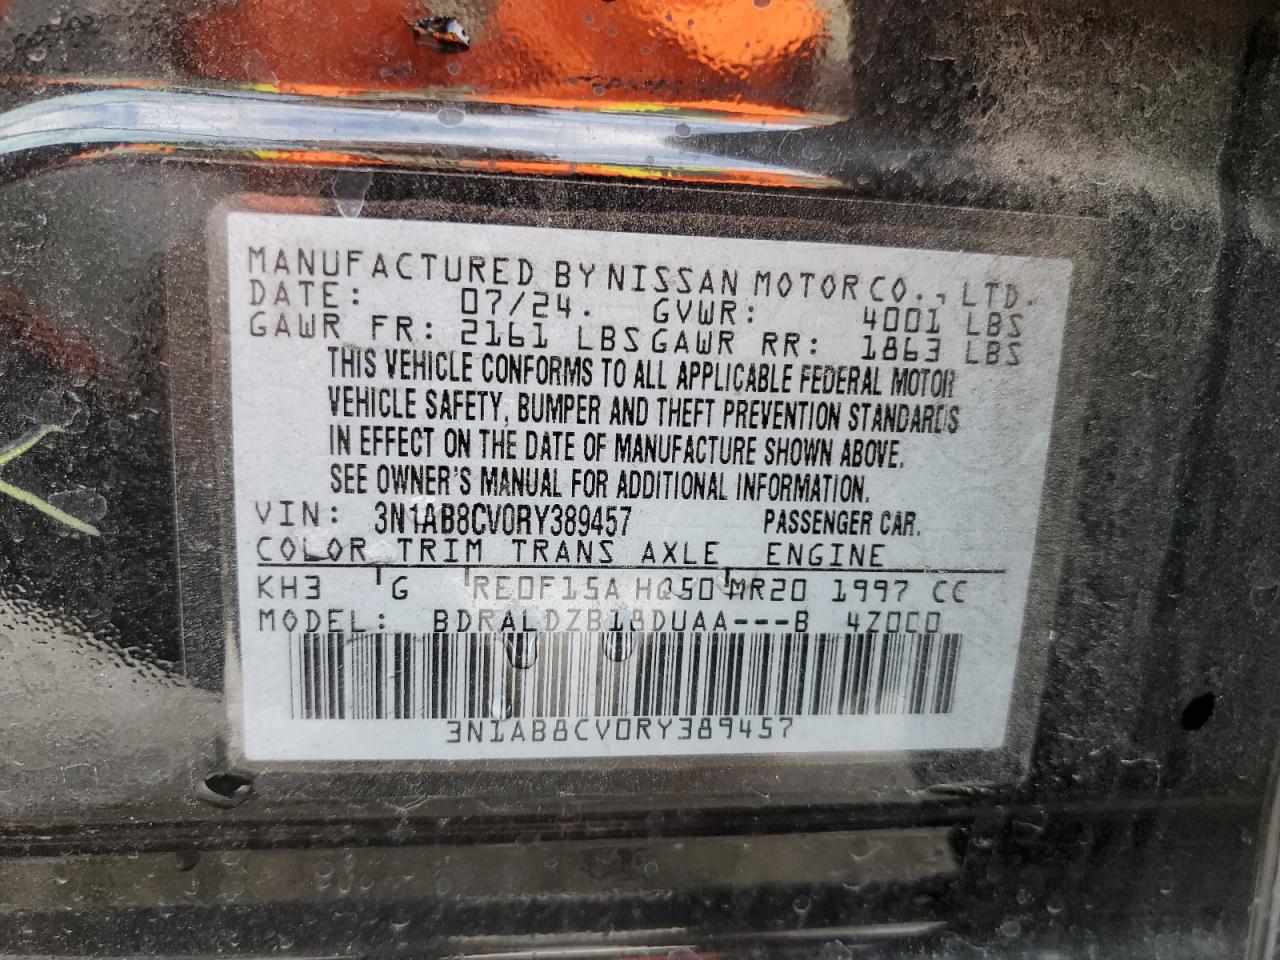 MANUFACTURED BY NISSAN MOTOR CO., LTD.
DATE: 07/24. GVWR: 4001 LBS
GAWR FR: 2161 LBS GAWR RR: 1863 LBS
THIS VEHICLE CONFORMS TO ALL APPLICABLE FEDERAL MOTOR
VEHICLE SAFETY, BUMPER AND THEFT PREVENTION STANDARDS
IN EFFECT ON THE DATE OF MANUFACTURE SHOWN ABOVE.
SEE OWNER'S MANUAL FOR ADDITIONAL INFORMATION.
VIN: 3N1AB8CV0RY389457 PASSENGER CAR.
COLOR TRIM TRANS AXLE ENGINE
KH3 G RE0F15A HQ50 MR20 1997 CC
MODEL: BDRALDZB18DUAA---B 4Z0C0
3N1AB8CV0RY389457